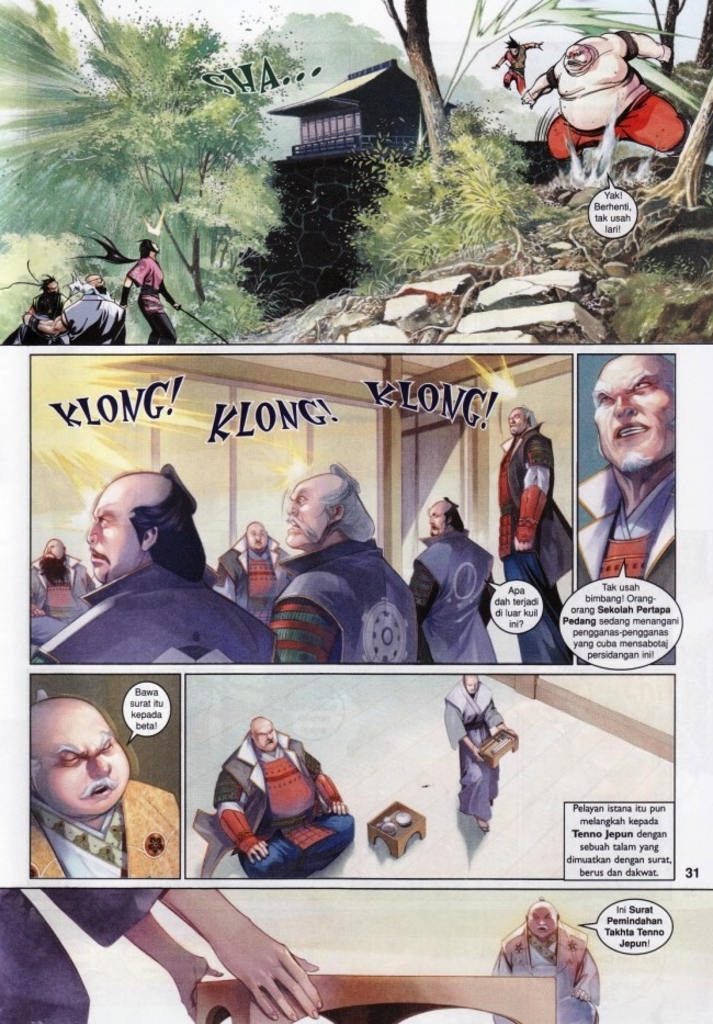 SHA...
Yak!
Berhenti,
tak usah
lari!
KLONG!
KLONG!
KLONG!
Apa
dah terjadi
di luar kuil
ini?
Tak usah
bimbang! Orang-
orang Sekolah Pertapa
Pedang sedang menangani
pengganas-pengganas
yang cuba mensabotaj
persidangan ini!
Bawa
surat itu
kepada
beta!
Pelayan istana itu pun
melangkah kepada
Tenno Jepun dengan
sebuah talam yang
dimuatkan dengan surat,
berus dan dakwat.
31
Ini Surat
Pemindahan
Takhta Tenno
Jepun!